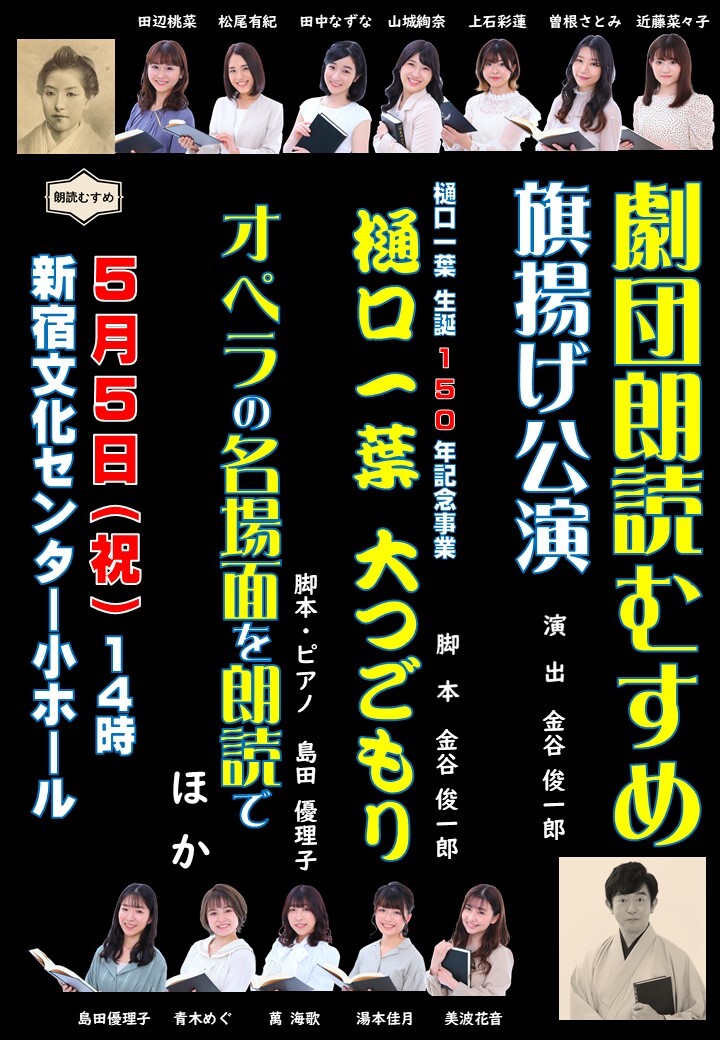 田辺桃菜 松尾有紀 田中なずな 山城絢奈 上石彩蓮 曽根さとみ 近藤菜々子
劇団朗読むすめ
旗揚げ公演
演出 金谷俊一郎
樋口一葉 生誕150年記念事業
樋口一葉 大つごもり
脚本 金谷俊一郎
オペラの名場面を朗読で
脚本・ピアノ 島田優理子
ほか
朗読むすめ
5月5日(祝)14時
新宿文化センター小ホール
島田優理子 青木めぐ 萬海歌 湯本佳月 美波花音